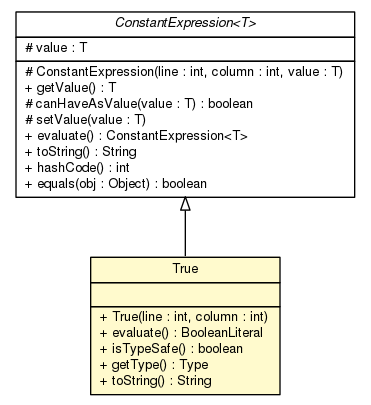 ConstantExpression<T>
# value : T
# ConstantExpression(line : int, column : int, value : T)
+ getValue() : T
# canHaveAsValue(value : T) : boolean
# setValue(value : T)
+ evaluate() : ConstantExpression<T>
+ toString() : String
+ hashCode() : int
+ equals(obj : Object) : boolean
True
+ True(line : int, column : int)
+ evaluate() : BooleanLiteral
+ isTypeSafe() : boolean
+ getType() : Type
+ toString() : String